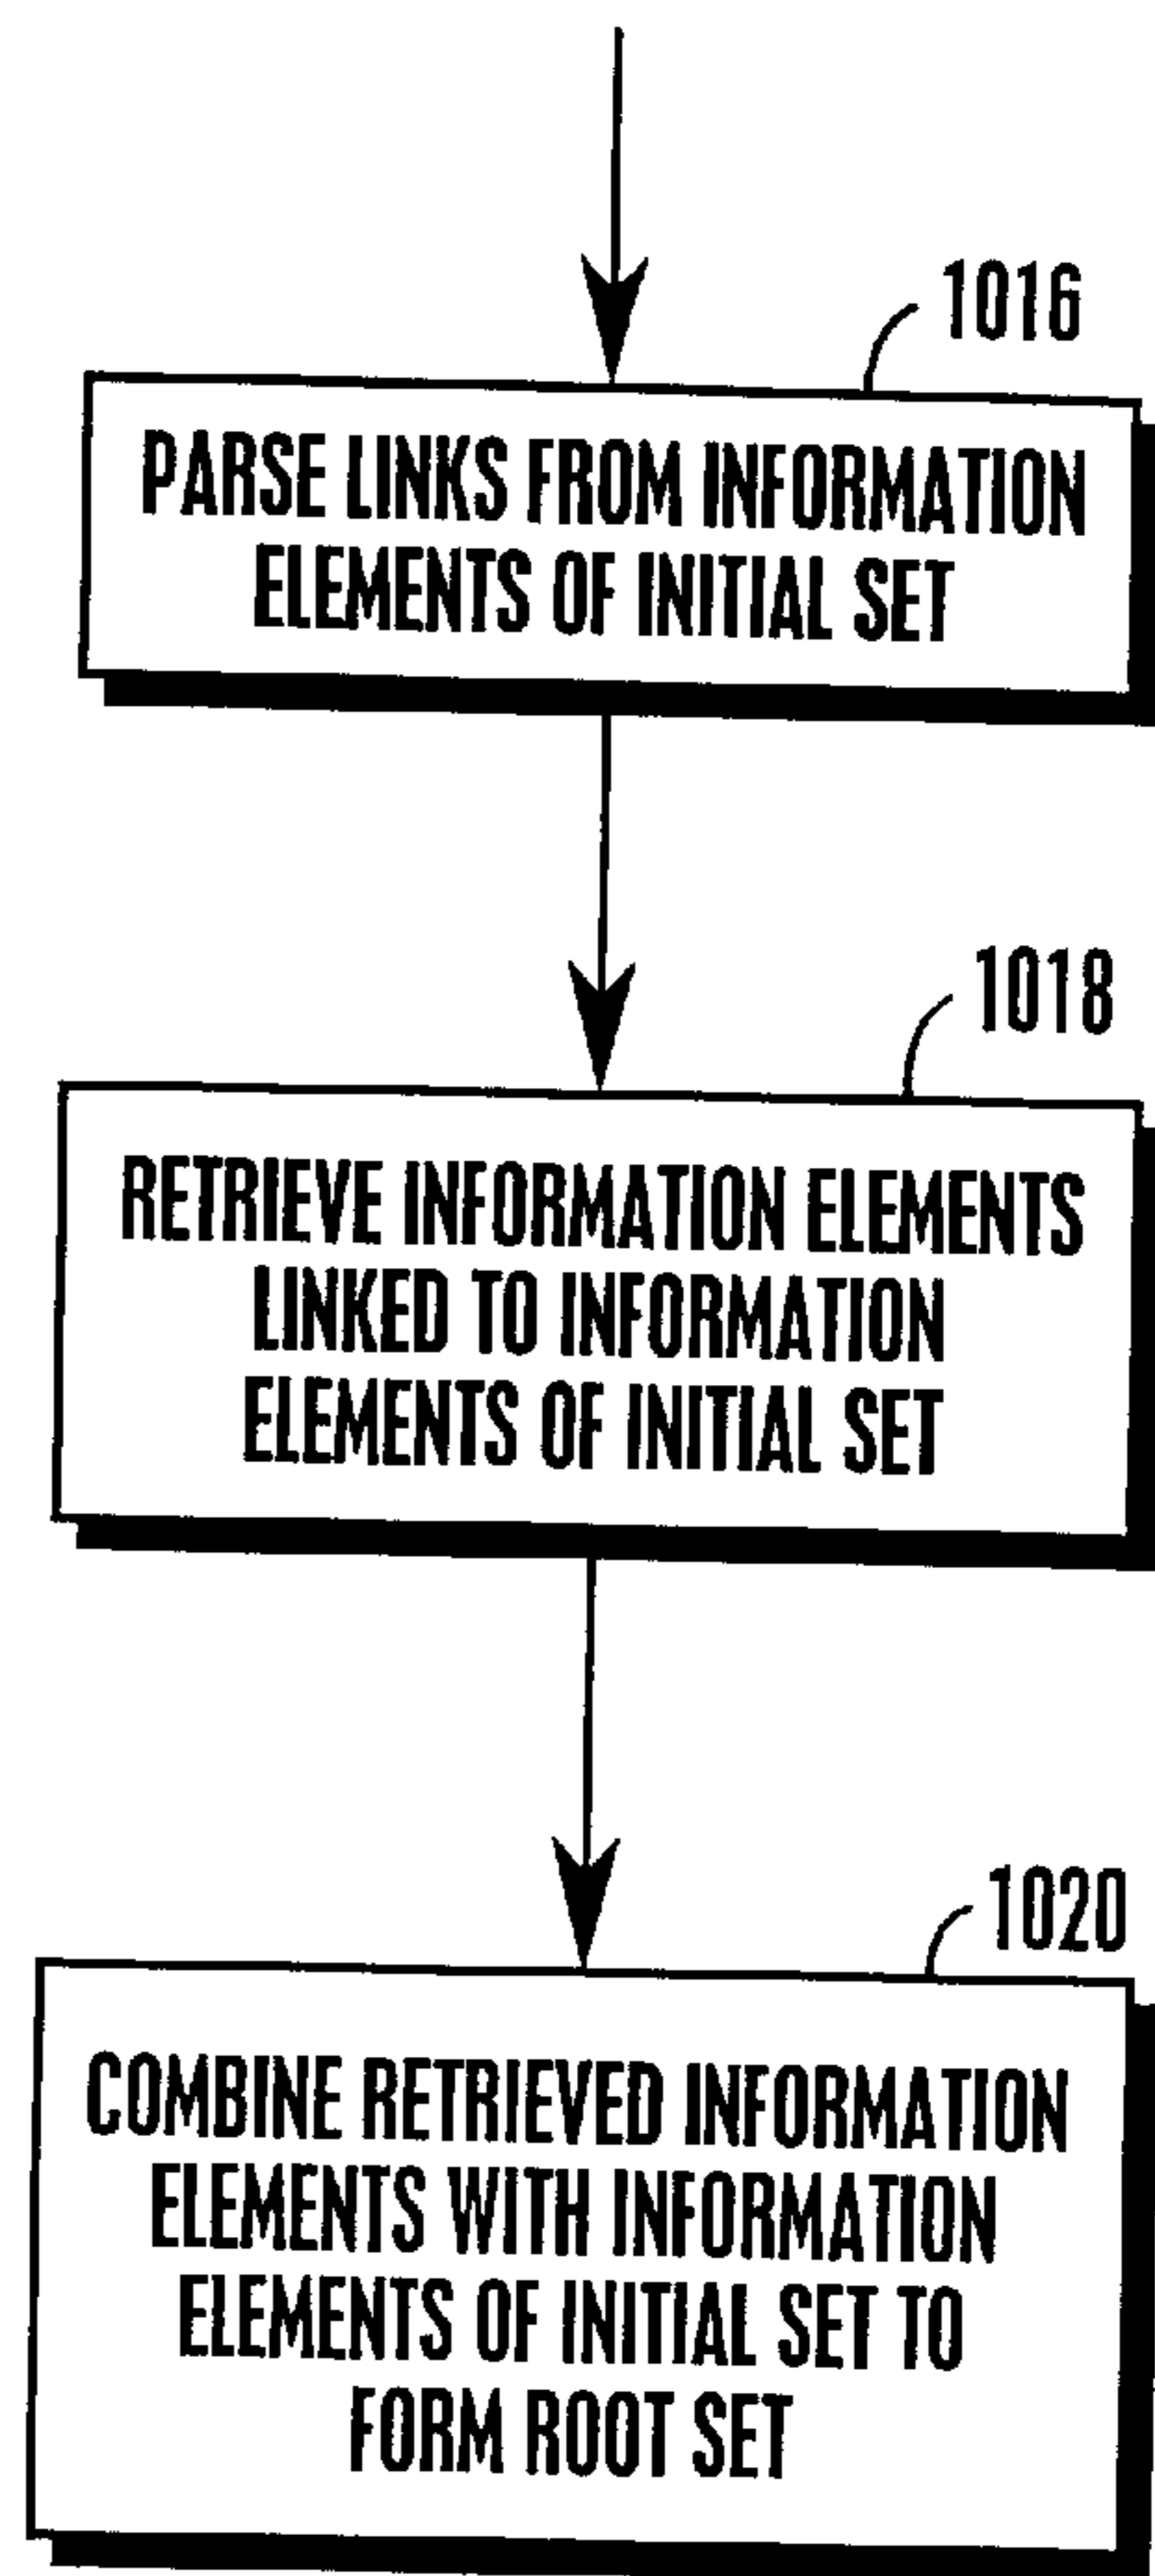 1016
PARSE LINKS FROM INFORMATION
ELEMENTS OF INITIAL SET
1018
RETRIEVE INFORMATION ELEMENTS
LINKED TO INFORMATION
ELEMENTS OF INITIAL SET
1020
COMBINE RETRIEVED INFORMATION
ELEMENTS WITH INFORMATION
ELEMENTS OF INITIAL SET TO
FORM ROOT SET